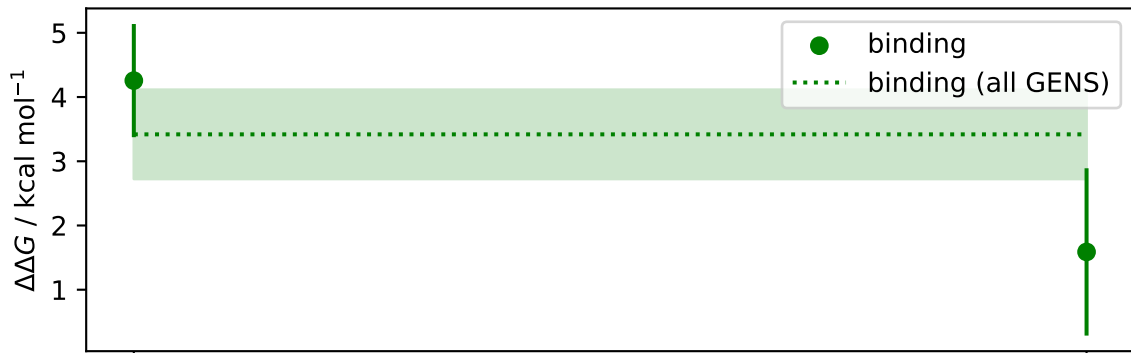 ΔΔG / kcal mol⁻¹
5
4
3
2
1
binding
binding (all GENS)